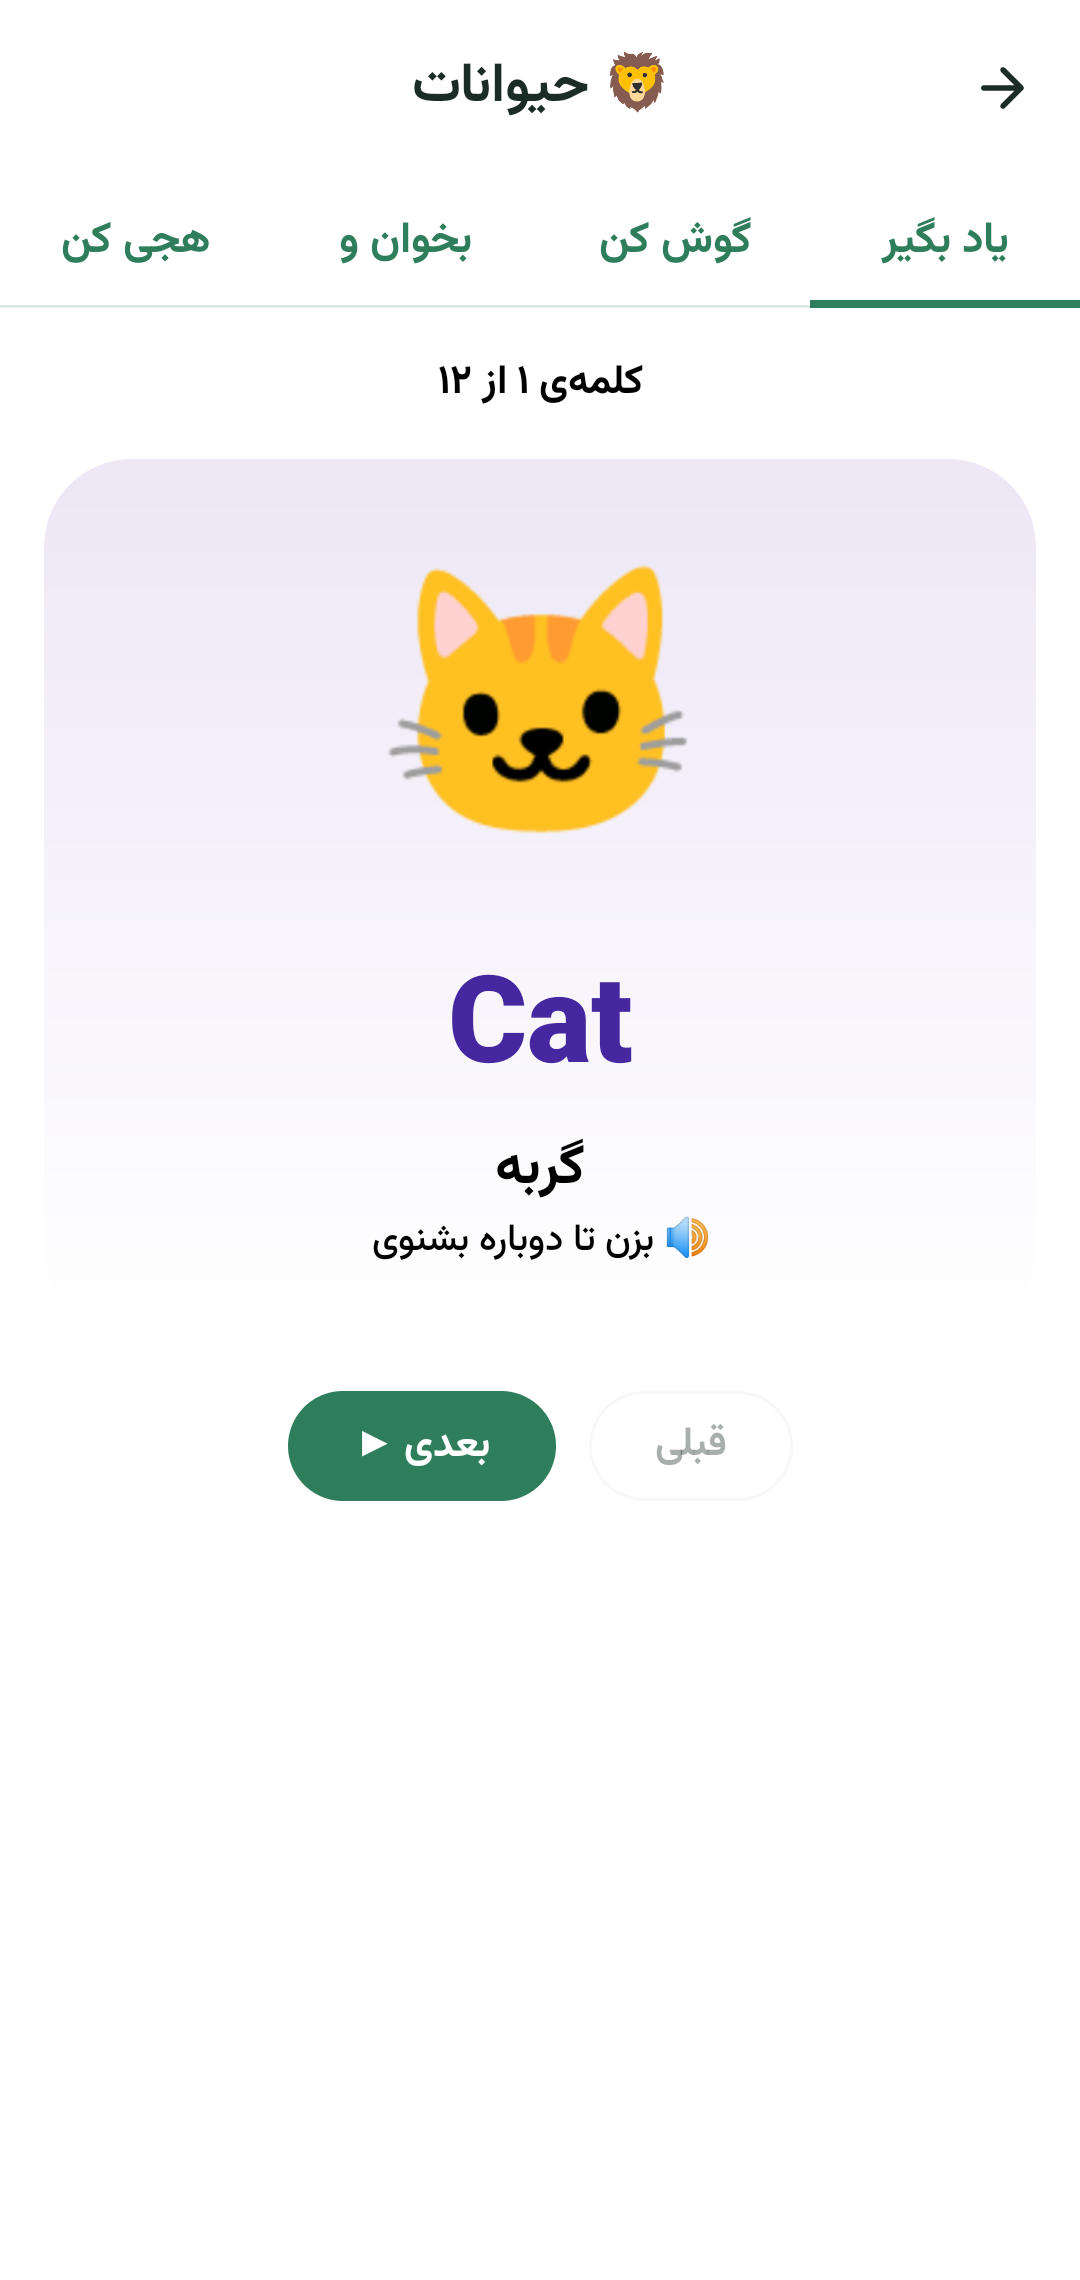 🦁 حیوانات
یاد بگیر
گوش کن
بخوان و
هجی کن
کلمه‌ی ۱ از ۱۲
Cat
گربه
🔊 بزن تا دوباره بشنوی
قبلی
بعدی ▶